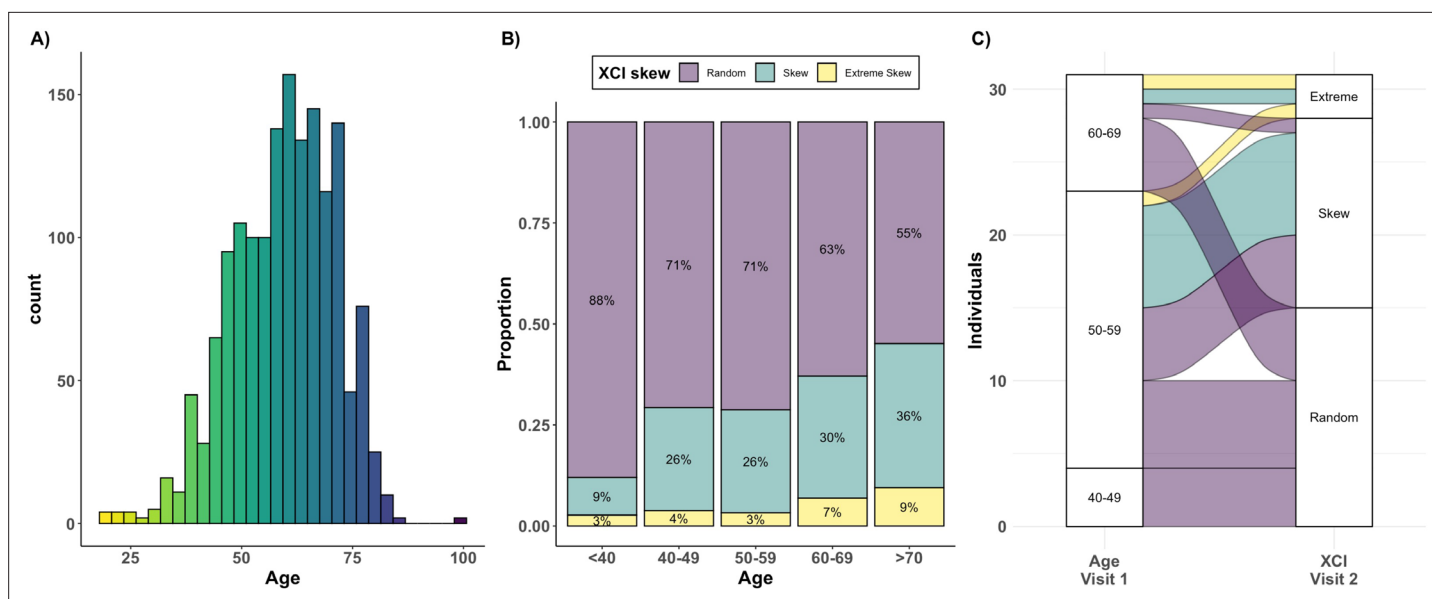 A)
150
100
50
0
count
25 50 75 100
Age
B)
XCI skew Random Skew Extreme Skew
1.00
0.75
0.50
0.25
0.00
Proportion
88% 71% 71% 63% 55%
9% 26% 26% 30% 36%
3% 4% 3% 7% 9%
<40 40-49 50-59 60-69 >70
Age
C)
30
20
10
0
Individuals
60-69
50-59
40-49
Extreme
Skew
Random
Age
Visit 1
XCI
Visit 2